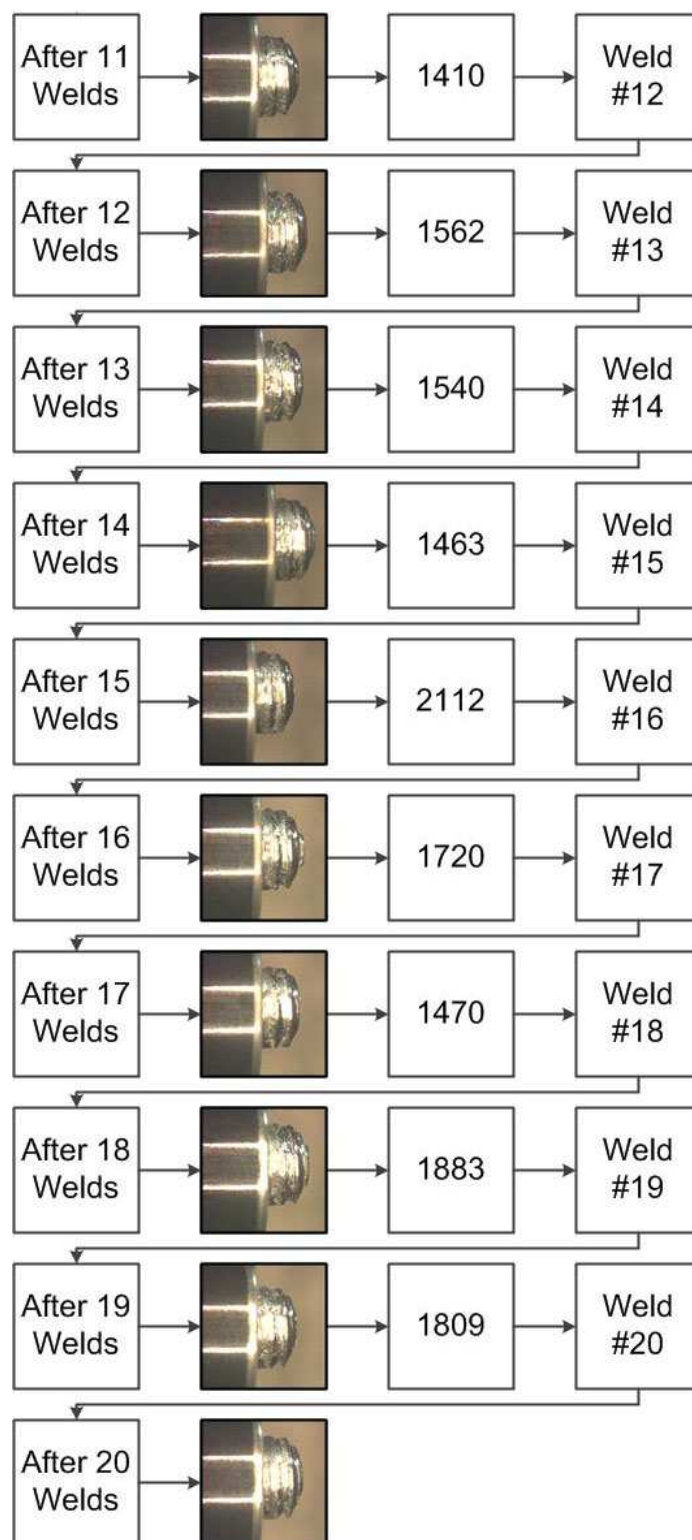 After 11
Welds
1410
Weld
#12
After 12
Welds
1562
Weld
#13
After 13
Welds
1540
Weld
#14
After 14
Welds
1463
Weld
#15
After 15
Welds
2112
Weld
#16
After 16
Welds
1720
Weld
#17
After 17
Welds
1470
Weld
#18
After 18
Welds
1883
Weld
#19
After 19
Welds
1809
Weld
#20
After 20
Welds